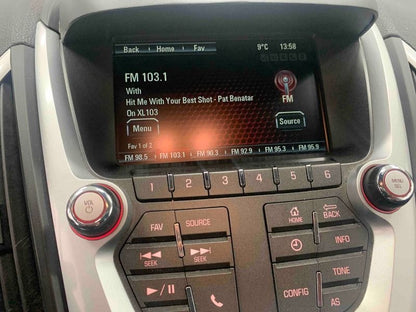 Back Home Fav 9°C 13:58
FM 103.1
With
Hit Me With Your Best Shot - Pat Benatar
On XL103
FM
Menu Source
Fav 1 of 2
FM 98.5 FM 103.1 FM 90.3 FM 92.9 FM 95.3 FM 95.9
1 2 3 4 5 6
VOL
MENU
SEL
FAV SOURCE
HOME BACK
SEEK SEEK
INFO
TONE
CONFIG AS